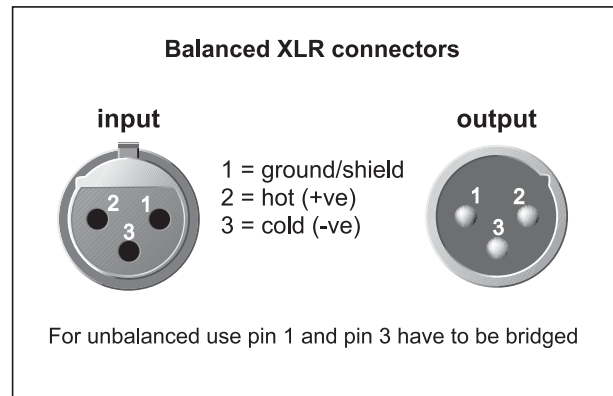 Balanced XLR connectors
input
output
1 = ground/shield
2 = hot (+ve)
3 = cold (-ve)
2 1
3
1 2
3
For unbalanced use pin 1 and pin 3 have to be bridged